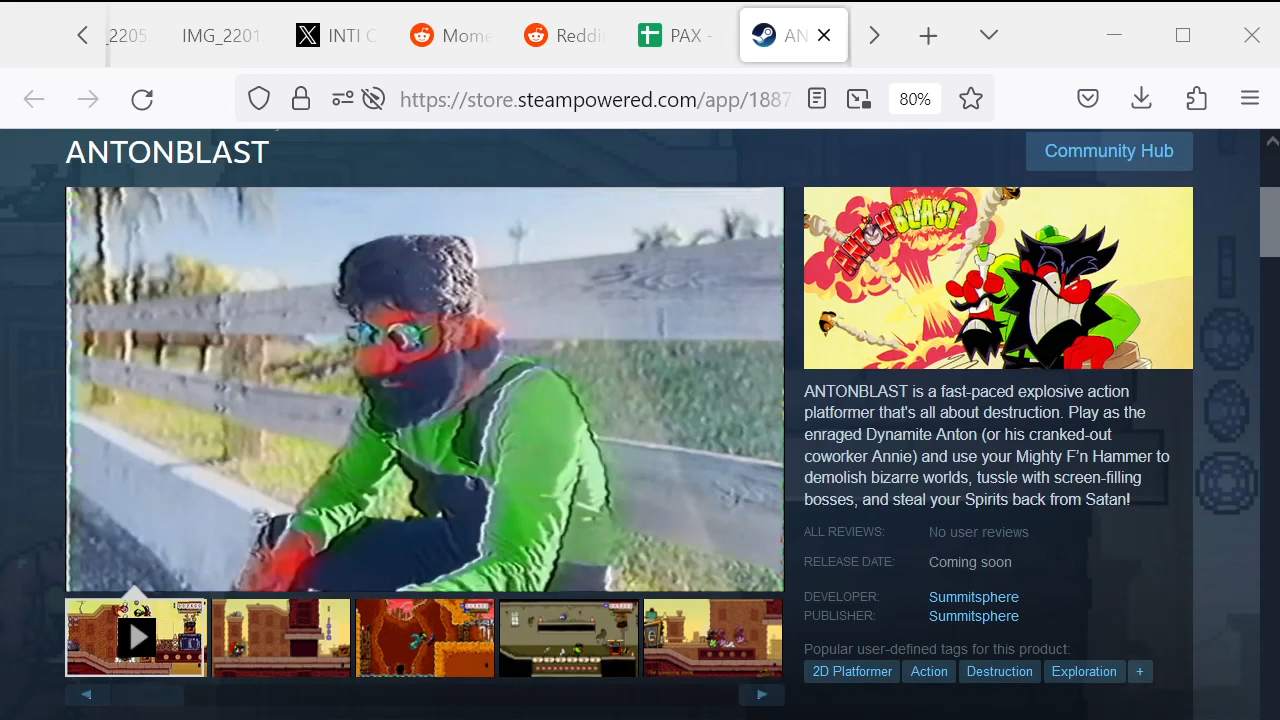 _2205
IMG_2201
INTI C
Mome
Reddi
PAX -
AN
https://store.steampowered.com/app/1887
80%
ANTONBLAST
Community Hub
ANTONBLAST
ANTONBLAST is a fast-paced explosive action
platformer that's all about destruction. Play as the
enraged Dynamite Anton (or his cranked-out
coworker Annie) and use your Mighty F'n Hammer to
demolish bizarre worlds, tussle with screen-filling
bosses, and steal your Spirits back from Satan!
ALL REVIEWS: No user reviews
RELEASE DATE: Coming soon
DEVELOPER: Summitsphere
PUBLISHER: Summitsphere
Popular user-defined tags for this product:
2D Platformer Action Destruction Exploration +